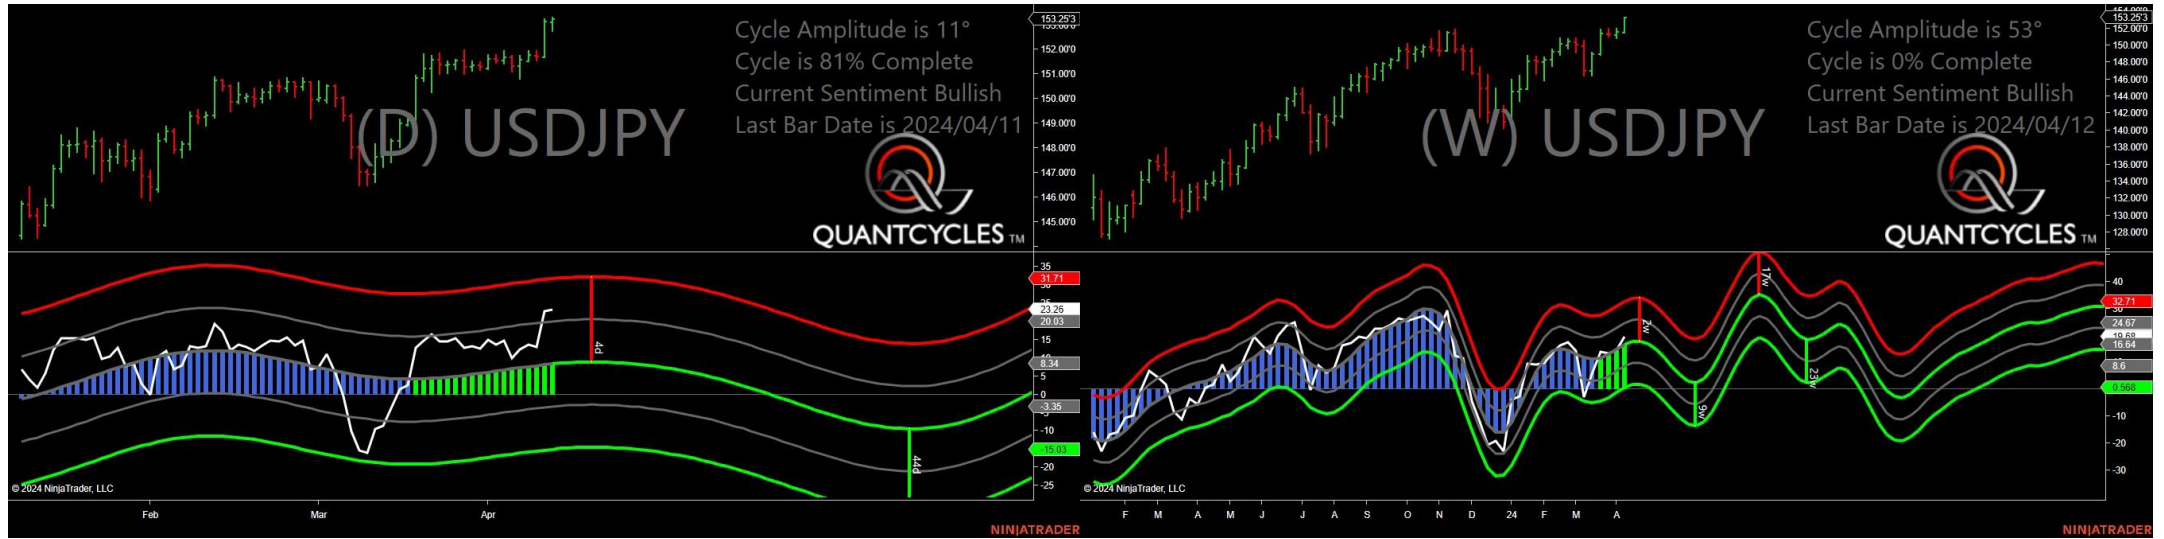 Cycle Amplitude is 11°
Cycle is 81% Complete
Current Sentiment Bullish
Last Bar Date is 2024/04/11
(D) USDJPY
QUANTCYCLES TM
153.25'3
152.00'0
151.00'0
150.00'0
149.00'0
148.00'0
147.00'0
146.00'0
145.00'0
35
31.71
23.26
20.03
15
8.34
5
0
-3.35
-10
-15.03
-20
-25
4d
44d
© 2024 NinjaTrader, LLC
Feb
Mar
Apr
NINJATRADER
Cycle Amplitude is 53°
Cycle is 0% Complete
Current Sentiment Bullish
Last Bar Date is 2024/04/12
(W) USDJPY
QUANTCYCLES TM
153.25'3
152.00'0
150.00'0
148.00'0
146.00'0
144.00'0
142.00'0
140.00'0
138.00'0
136.00'0
134.00'0
132.00'0
130.00'0
128.00'0
40
32.71
30
24.67
16.64
8.6
0.568
-10
-20
-30
2w
9w
17w
23w
© 2024 NinjaTrader, LLC
F
M
A
M
J
J
A
S
O
N
D
24
F
M
A
NINJATRADER